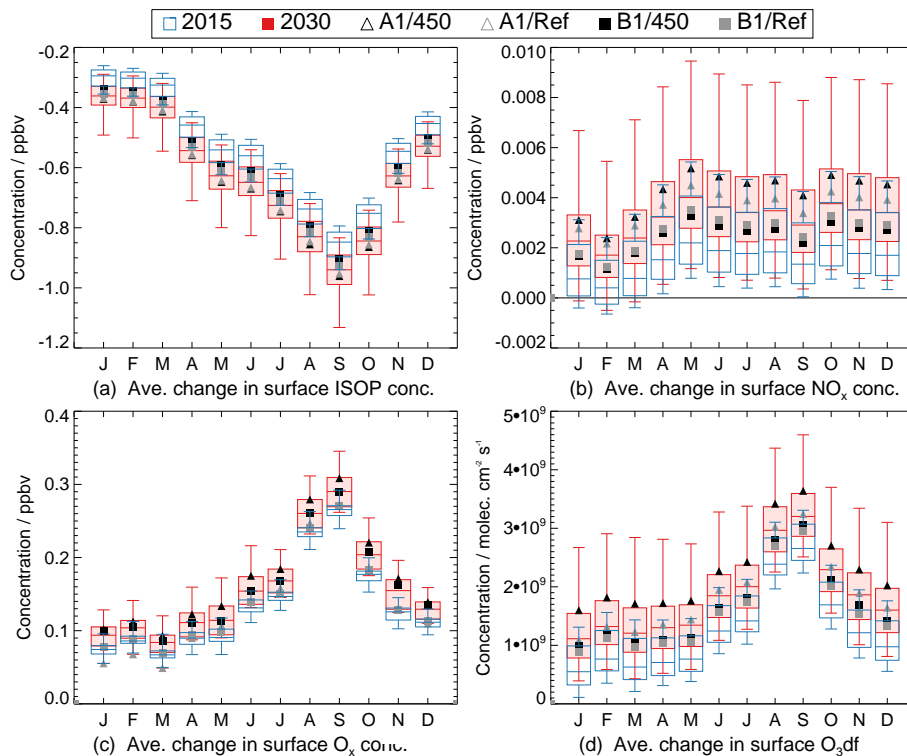 2015 2030 A1/450 A1/Ref B1/450 B1/Ref
-0.2
-0.4
-0.6
-0.8
-1.0
-1.2
Concentration / ppbv
J F M A M J J A S O N D
(a) Ave. change in surface ISOP conc.
0.010
0.008
0.006
0.004
0.002
0.000
-0.002
Concentration / ppbv
J F M A M J J A S O N D
(b) Ave. change in surface NOₓ conc.
0.4
0.3
0.2
0.1
0.0
Concentration / ppbv
J F M A M J J A S O N D
(c) Ave. change in surface Oₓ conc.
5•10⁹
4•10⁹
3•10⁹
2•10⁹
1•10⁹
0
Concentration / molec. cm⁻² s⁻¹
J F M A M J J A S O N D
(d) Ave. change in surface O₃df